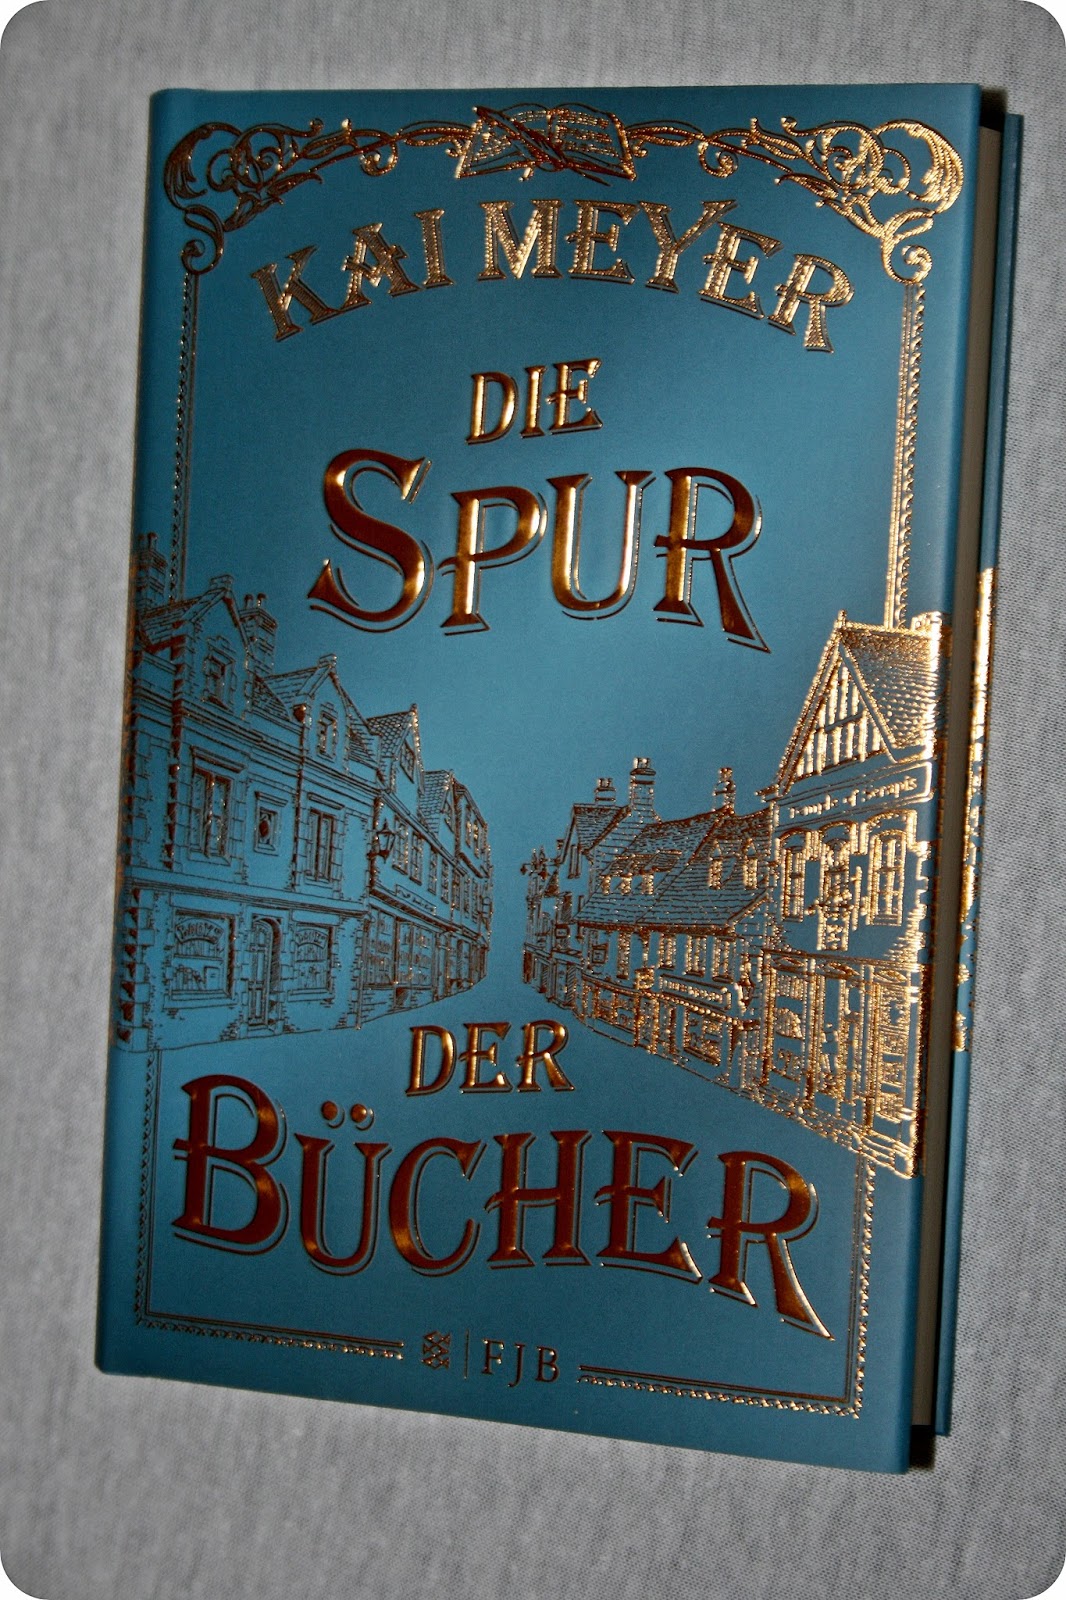 KAI MEYER
DIE
SPUR
DER
BÜCHER
FJB